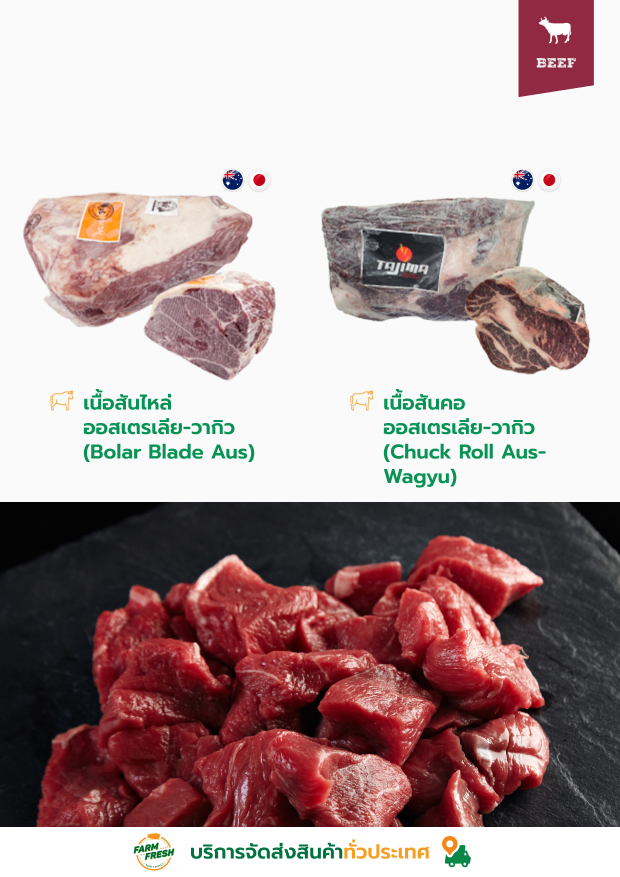 BEEF
TAJIMA
เนื้อสันไหล่
ออสเตรเลีย-วากิว
(Bolar Blade Aus)
เนื้อสันคอ
ออสเตรเลีย-วากิว
(Chuck Roll Aus-
Wagyu)
FARM
FRESH
บริการจัดส่งสินค้าทั่วประเทศ